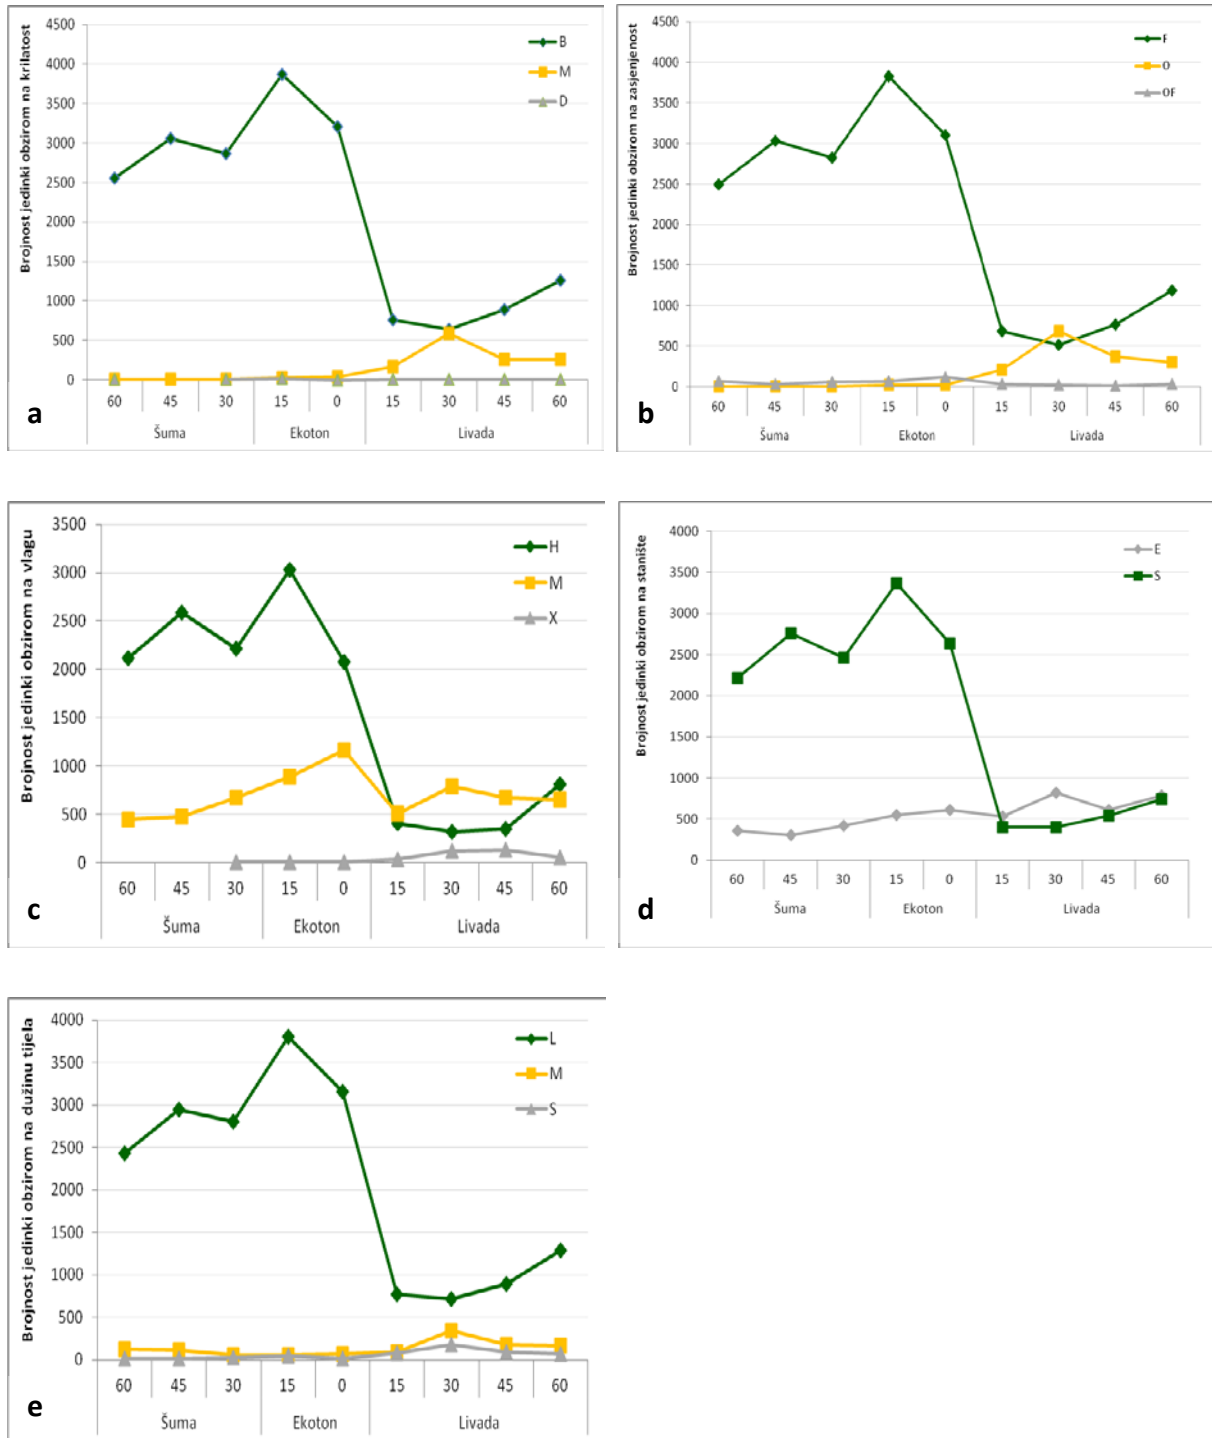 Brojnost jedinki obzirom na krilatost
4500
4000
3500
3000
2500
2000
1500
1000
500
0
B
M
D
60 45 30 15 0 15 30 45 60
Šuma Ekoton Livada
a
Brojnost jedinki obzirom na zasjenjenost
4500
4000
3500
3000
2500
2000
1500
1000
500
0
F
O
OF
60 45 30 15 0 15 30 45 60
Šuma Ekoton Livada
b
Brojnost jedinki obzirom na vlagu
3500
3000
2500
2000
1500
1000
500
0
H
M
X
60 45 30 15 0 15 30 45 60
Šuma Ekoton Livada
c
Brojnost jedinki obzirom na stanište
4000
3500
3000
2500
2000
1500
1000
500
0
E
S
60 45 30 15 0 15 30 45 60
Šuma Ekoton Livada
d
Brojnost jedinki obzirom na dužinu tijela
4000
3500
3000
2500
2000
1500
1000
500
0
L
M
S
60 45 30 15 0 15 30 45 60
Šuma Ekoton Livada
e